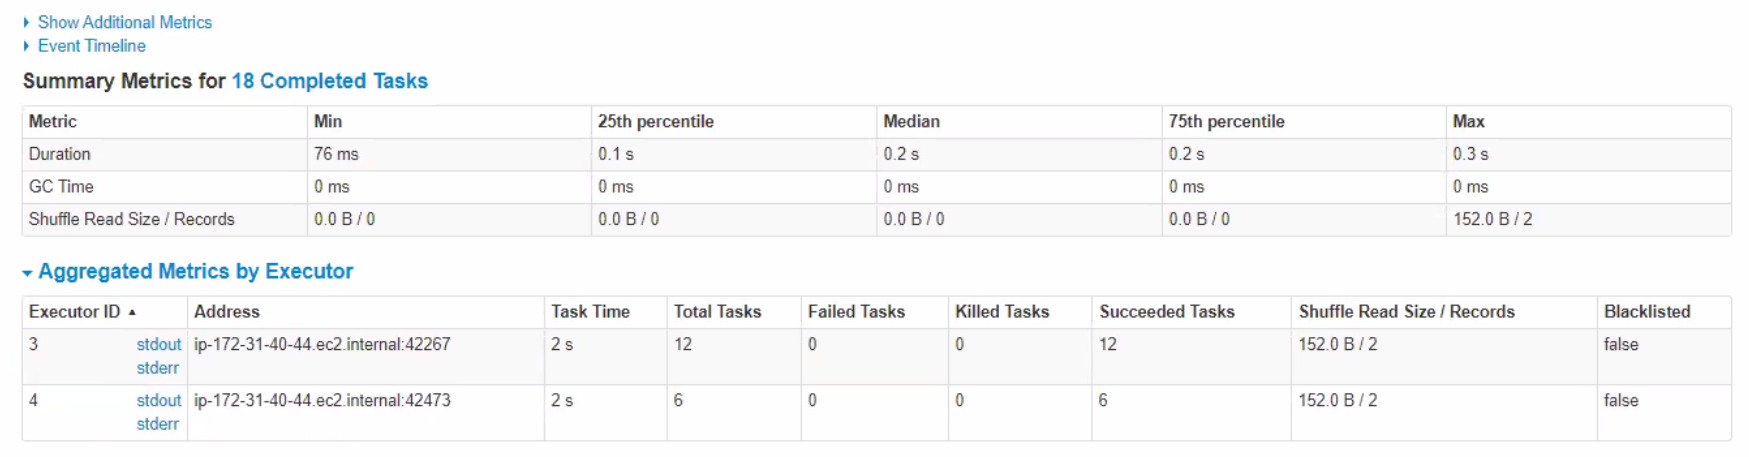 Show Additional Metrics
Event Timeline
Summary Metrics for 18 Completed Tasks
Metric Min 25th percentile Median 75th percentile Max
Duration 76 ms 0.1 s 0.2 s 0.2 s 0.3 s
GC Time 0 ms 0 ms 0 ms 0 ms 0 ms
Shuffle Read Size / Records 0.0 B / 0 0.0 B / 0 0.0 B / 0 0.0 B / 0 152.0 B / 2
Aggregated Metrics by Executor
Executor ID Address Task Time Total Tasks Failed Tasks Killed Tasks Succeeded Tasks Shuffle Read Size / Records Blacklisted
3 stdout ip-172-31-40-44.ec2.internal:42267 2 s 12 0 0 12 152.0 B / 2 false
stderr
4 stdout ip-172-31-40-44.ec2.internal:42473 2 s 6 0 0 6 152.0 B / 2 false
stderr